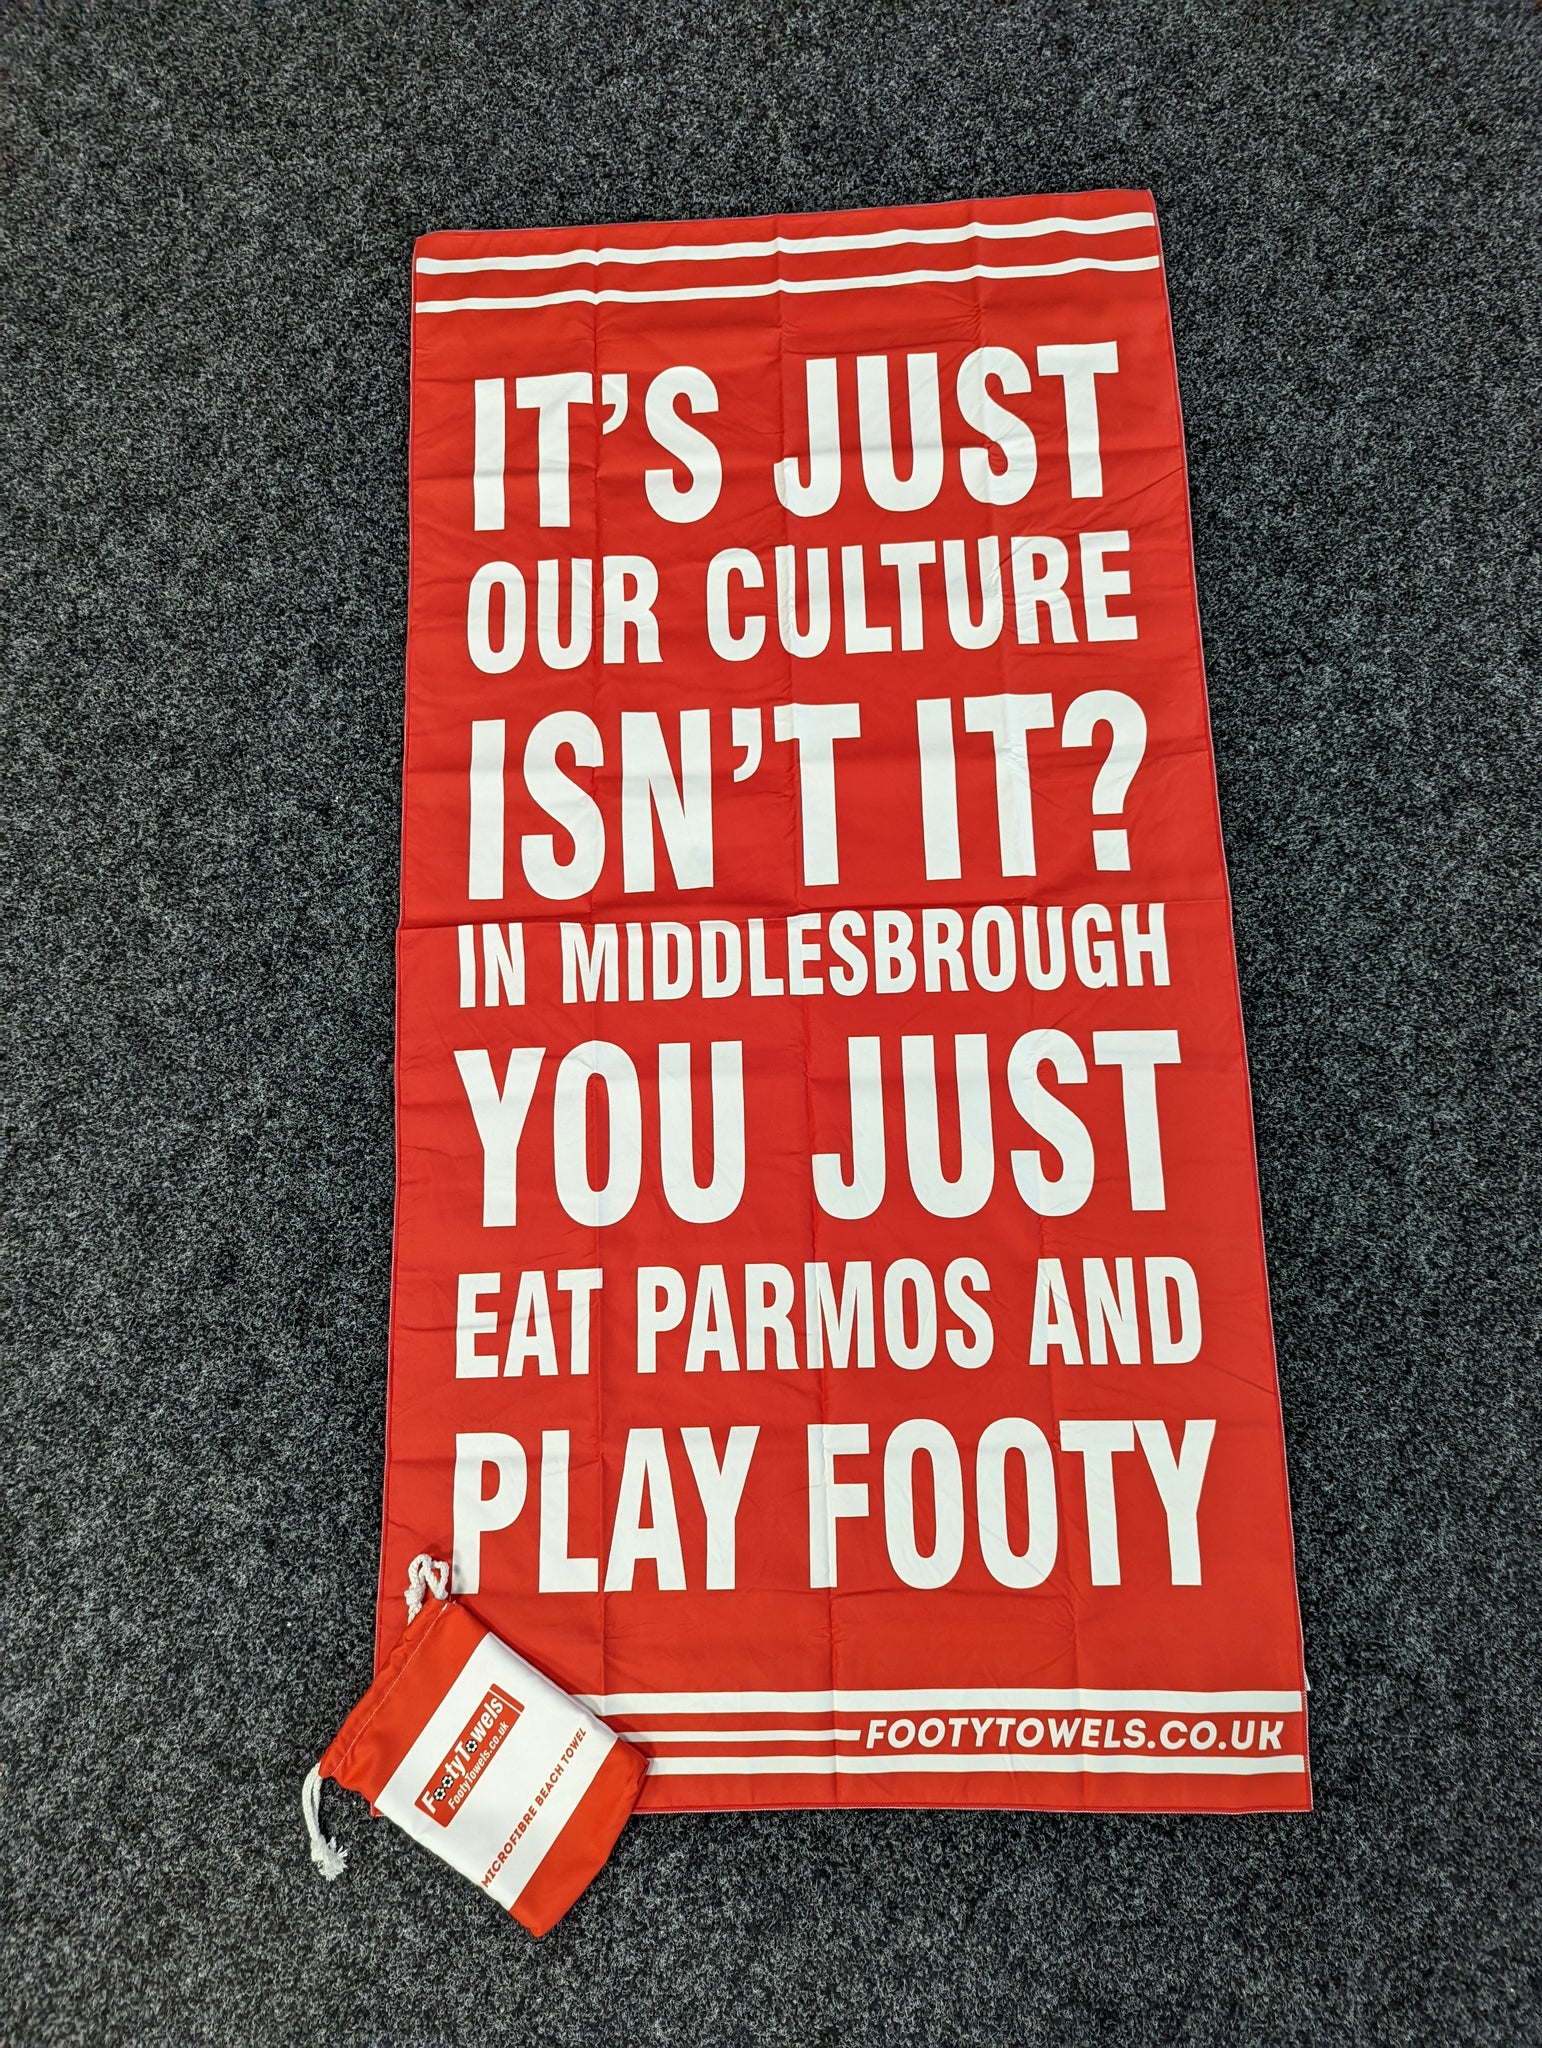 IT'S JUST
OUR CULTURE
ISN'T IT?
IN MIDDLESBROUGH
YOU JUST
EAT PARMOS AND
PLAY FOOTY
FOOTYTOWELS.CO.UK
FootyTowels
FootyTowels.co.uk
MICROFIBRE BEACH TOWEL